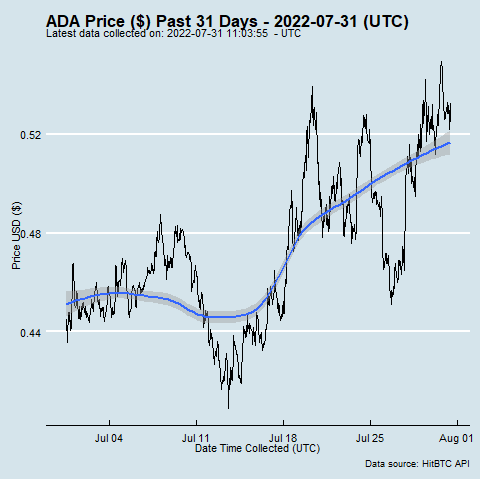 ADA Price ($) Past 31 Days - 2022-07-31 (UTC)
Latest data collected on: 2022-07-31 11:03:55 - UTC
0.52
0.48
0.44
Price USD ($)
Jul 04
Jul 11
Jul 18
Jul 25
Aug 01
Date Time Collected (UTC)
Data source: HitBTC API